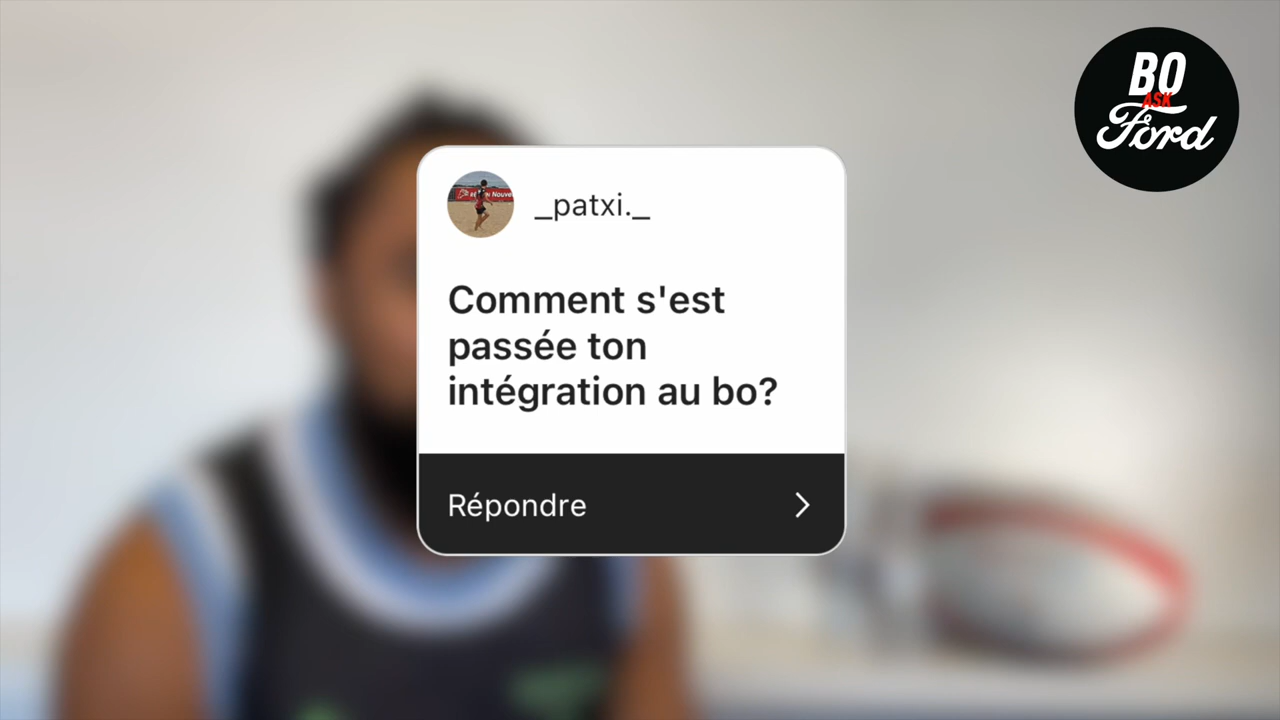 BO
ASK
Ford
_patxi._
Comment s'est
passée ton
intégration au bo?
Répondre